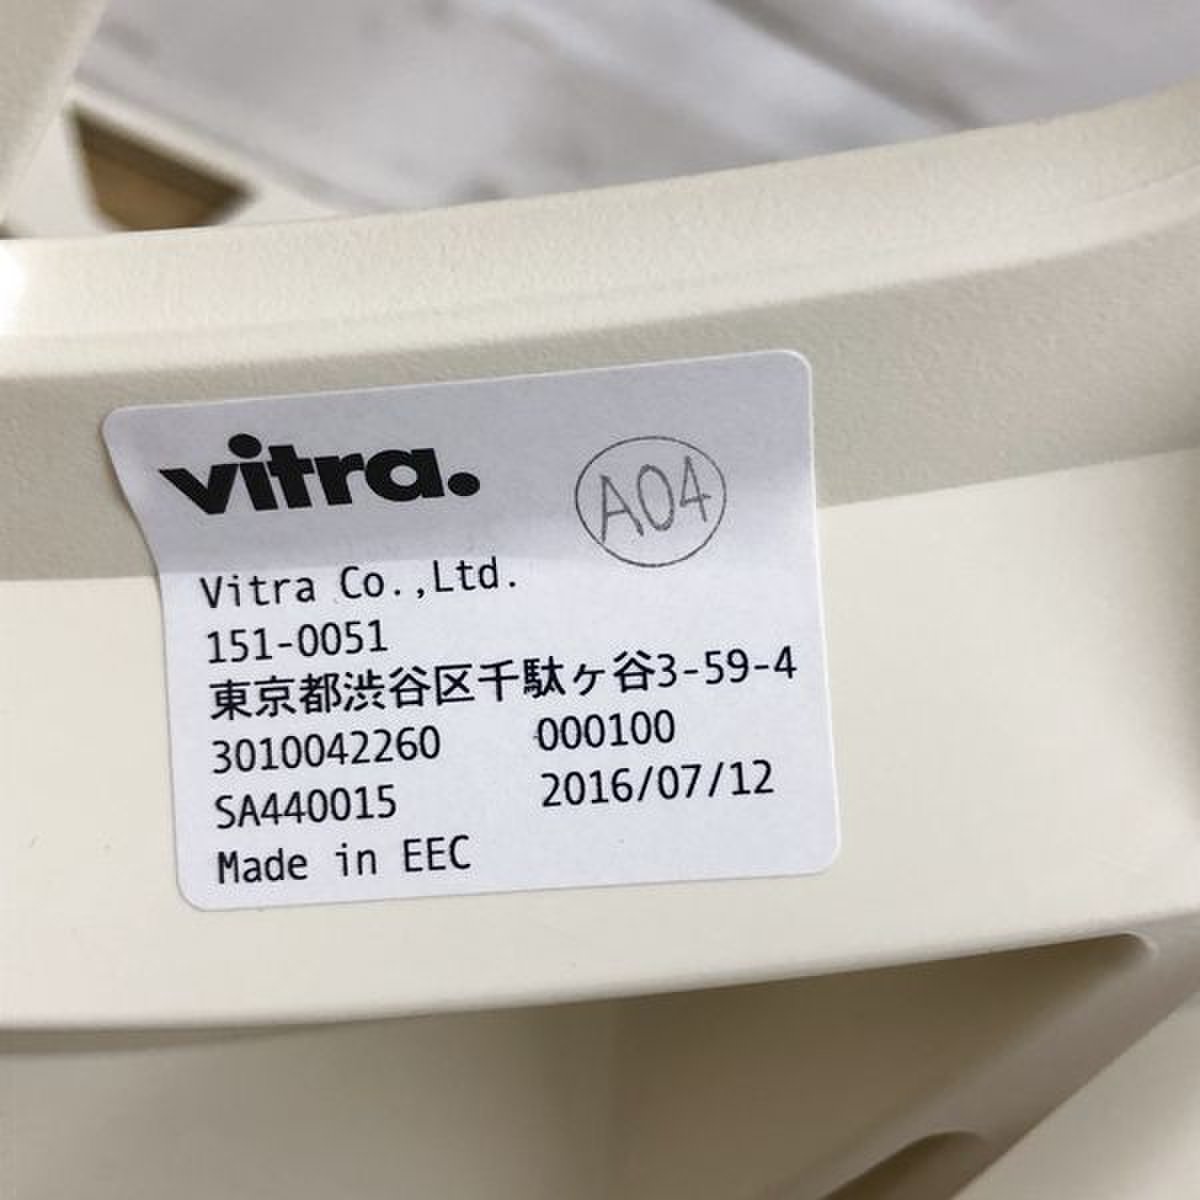 vitra.
A04
Vitra Co.,Ltd.
151-0051
東京都渋谷区千駄ヶ谷3-59-4
3010042260 000100
SA440015 2016/07/12
Made in EEC